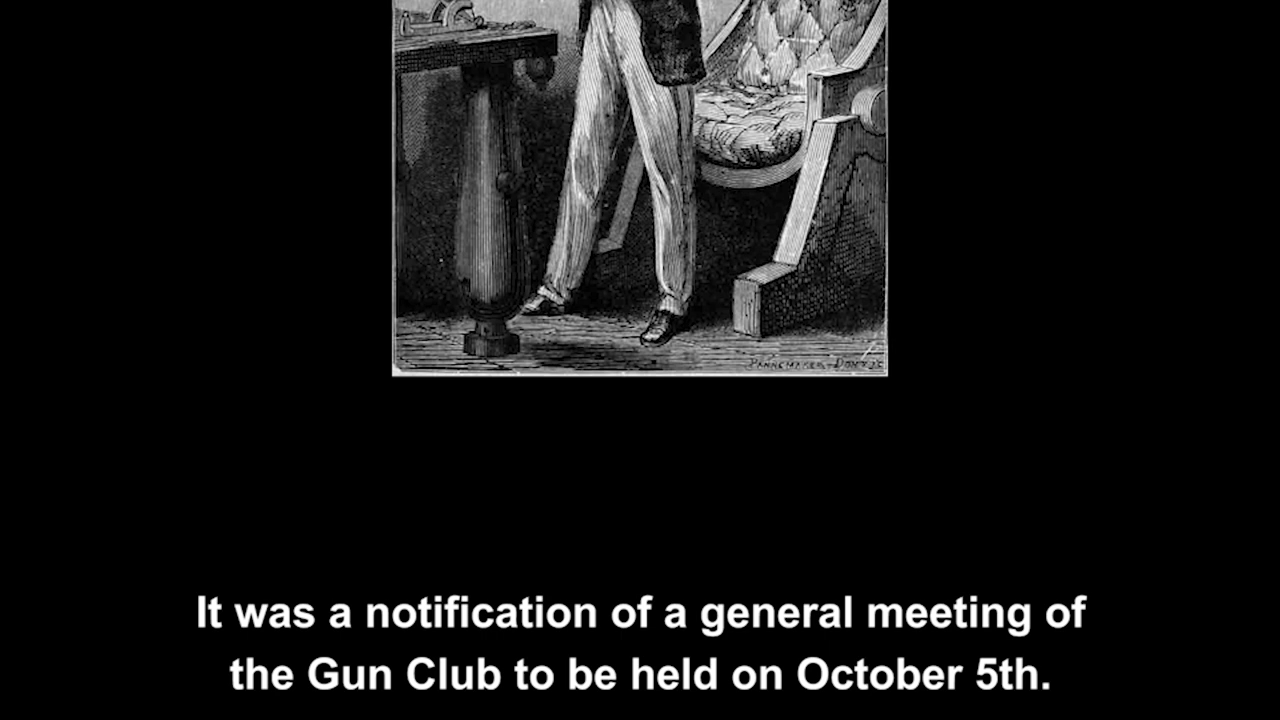 It was a notification of a general meeting of
the Gun Club to be held on October 5th.